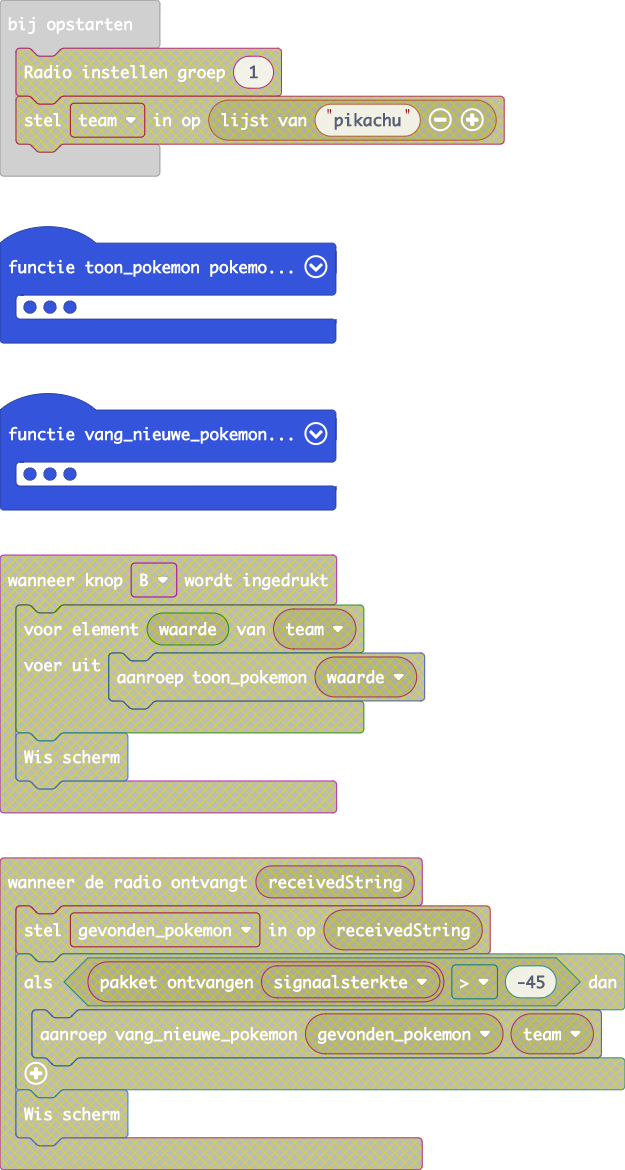 bij opstarten
Radio instellen groep 1
stel team in op lijst van "pikachu"
functie toon_pokemon pokemo...
functie vang_nieuwe_pokemon...
wanneer knop B wordt ingedrukt
voor element waarde van team
voer uit
aanroep toon_pokemon waarde
Wis scherm
wanneer de radio ontvangt receivedString
stel gevonden_pokemon in op receivedString
als pakket ontvangen signaalsterkte > -45 dan
aanroep vang_nieuwe_pokemon gevonden_pokemon team
Wis scherm